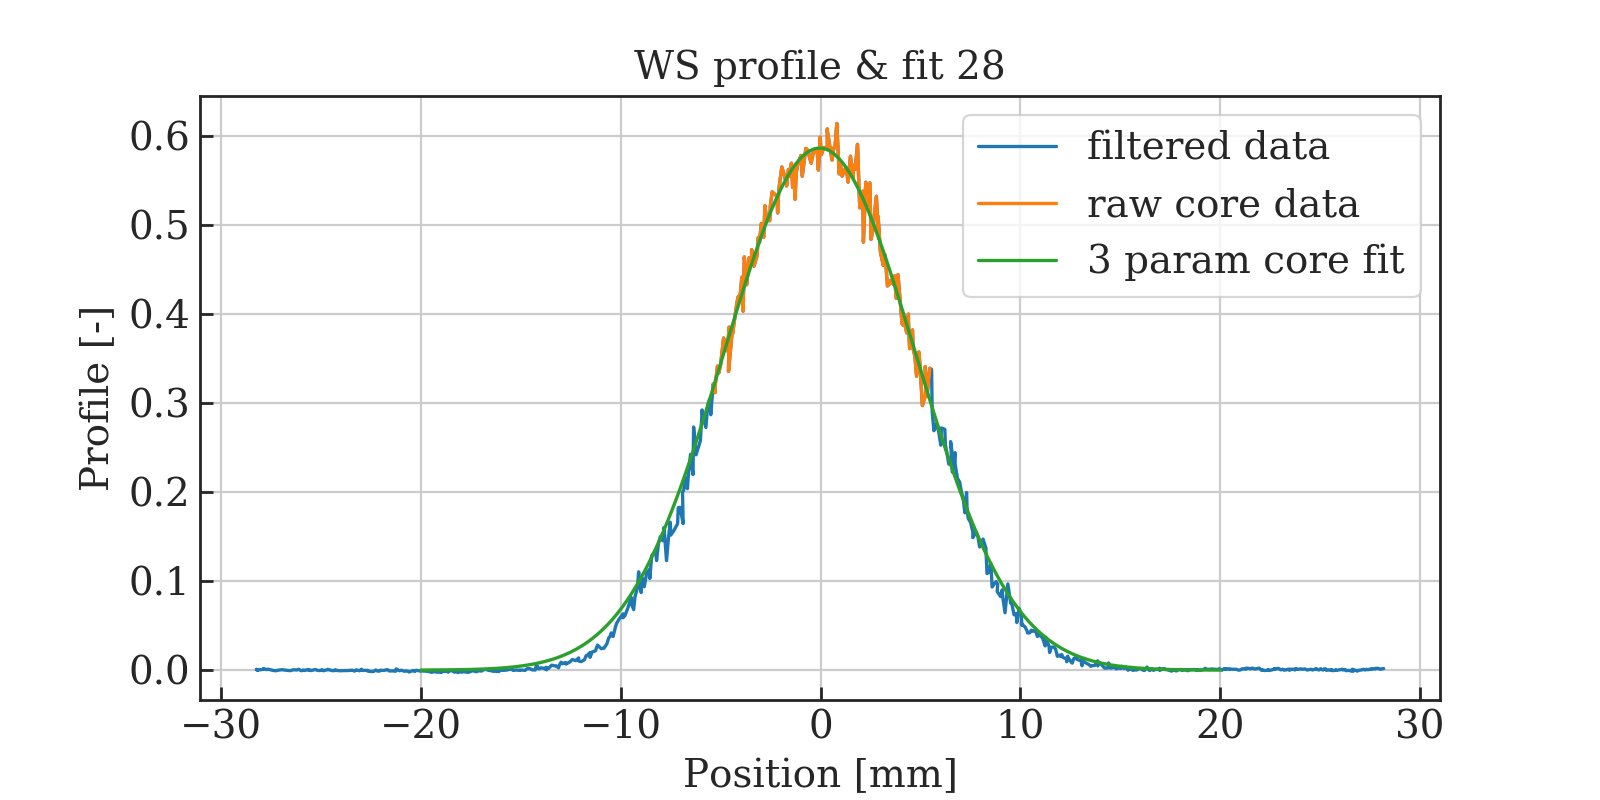 WS profile & fit 28
Profile [-]
0.6
0.5
0.4
0.3
0.2
0.1
0.0
filtered data
raw core data
3 param core fit
−30 −20 −10 0 10 20 30
Position [mm]